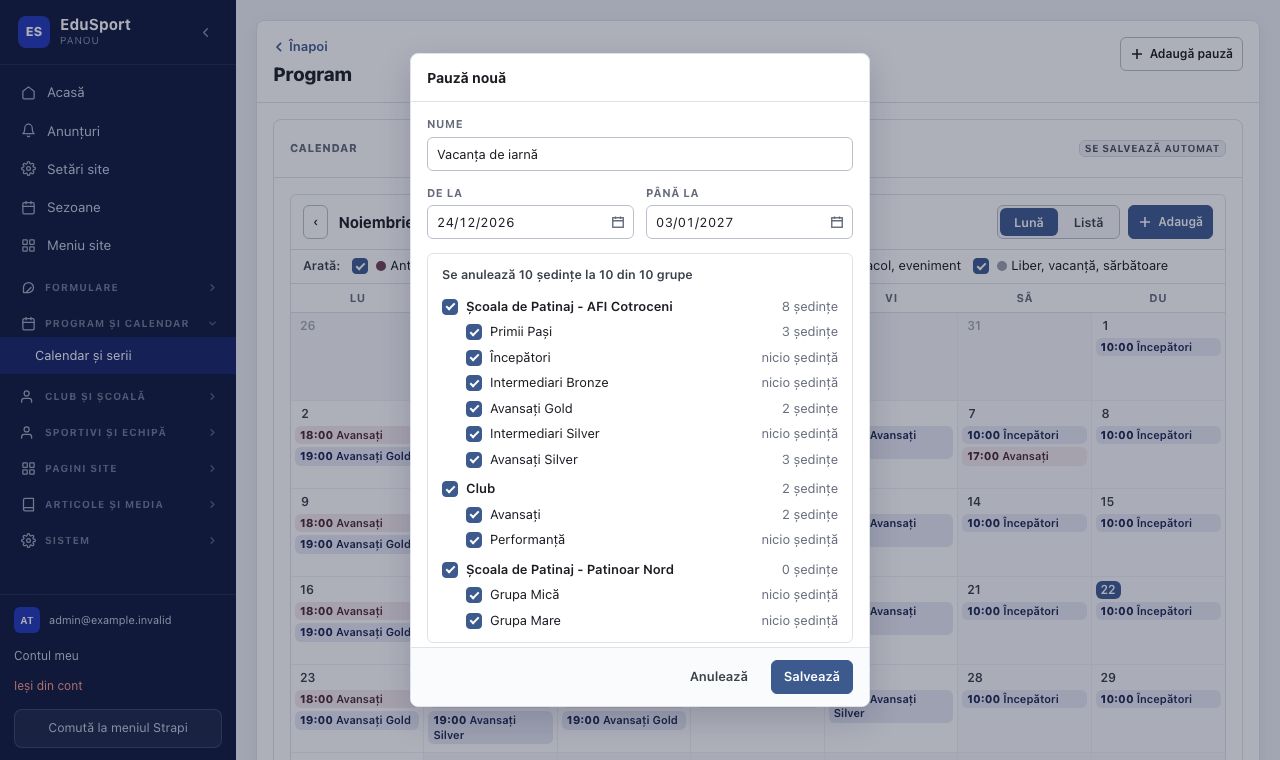 ES
EduSport
PANOU
Acasă
Anunțuri
Setări site
Sezoane
Meniu site
FORMULARE
PROGRAM ȘI CALENDAR
Calendar și serii
CLUB ȘI ȘCOALĂ
SPORTIVI ȘI ECHIPĂ
PAGINI SITE
ARTICOLE ȘI MEDIA
SISTEM
AT
admin@example.invalid
Contul meu
Ieși din cont
Comută la meniul Strapi
Înapoi
Program
Adaugă pauză
CALENDAR
SE SALVEAZĂ AUTOMAT
Noiembrie
Lună
Listă
Adaugă
Arată:
eveniment
Liber, vacanță, sărbătoare
LU
VI
SÂ
DU
26
31
1
10:00 Începători
2
18:00 Avansați
19:00 Avansați Gold
Avansați
7
10:00 Începători
17:00 Avansați
8
10:00 Începători
9
18:00 Avansați
19:00 Avansați Gold
Avansați
14
10:00 Începători
15
10:00 Începători
16
18:00 Avansați
19:00 Avansați Gold
Avansați
21
10:00 Începători
22
10:00 Începători
23
18:00 Avansați
19:00 Avansați Gold
19:00 Avansați
Silver
19:00 Avansați Gold
Avansați
Silver
28
10:00 Începători
29
10:00 Începători
Pauză nouă
NUME
Vacanța de iarnă
DE LA
PÂNĂ LA
24/12/2026
03/01/2027
Se anulează 10 ședințe la 10 din 10 grupe
Școala de Patinaj - AFI Cotroceni 8 ședințe
Primii Pași 3 ședințe
Începători nicio ședință
Intermediari Bronze nicio ședință
Avansați Gold 2 ședințe
Intermediari Silver nicio ședință
Avansați Silver 3 ședințe
Club 2 ședințe
Avansați 2 ședințe
Performanță nicio ședință
Școala de Patinaj - Patinoar Nord 0 ședințe
Grupa Mică nicio ședință
Grupa Mare nicio ședință
Anulează
Salvează